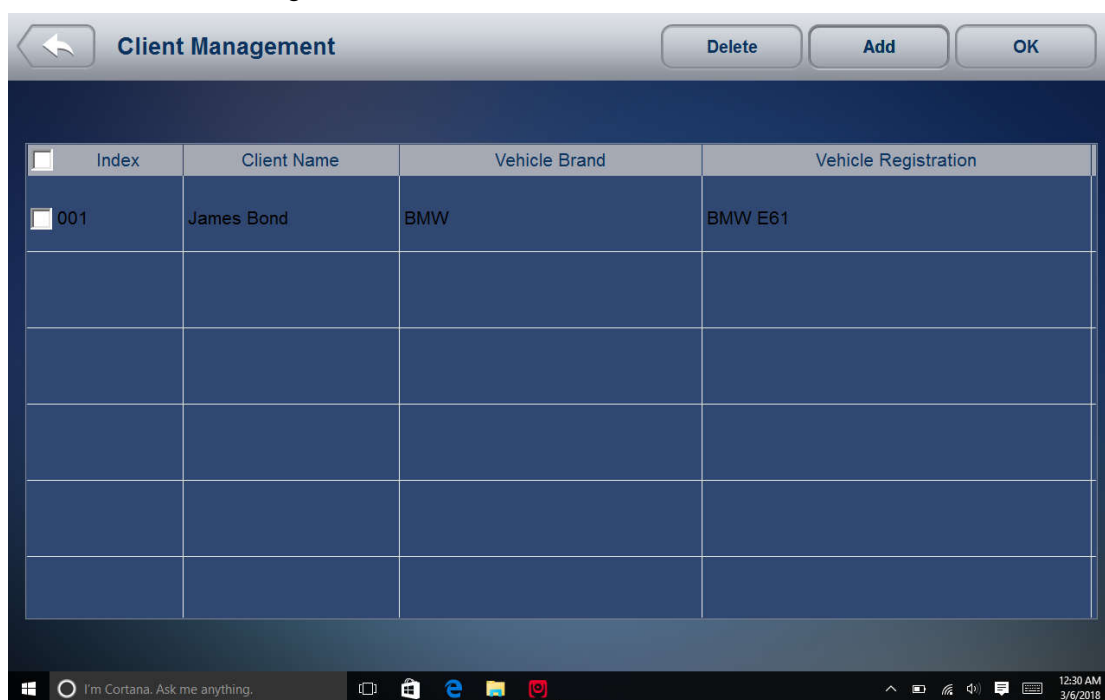 Client Management
Delete
Add
OK
Index
Client Name
Vehicle Brand
Vehicle Registration
001
James Bond
BMW
BMW E61
I'm Cortana. Ask me anything.
12:30 AM
3/6/2018